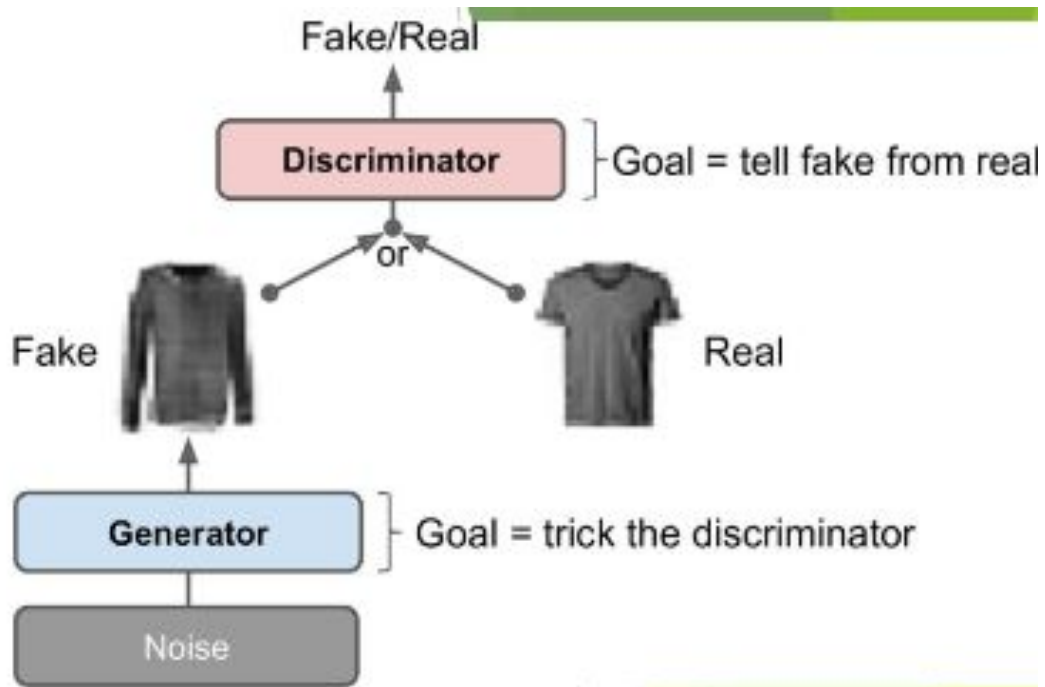 Fake/Real
Discriminator
Goal = tell fake from real
or
Fake
Real
Generator
Goal = trick the discriminator
Noise